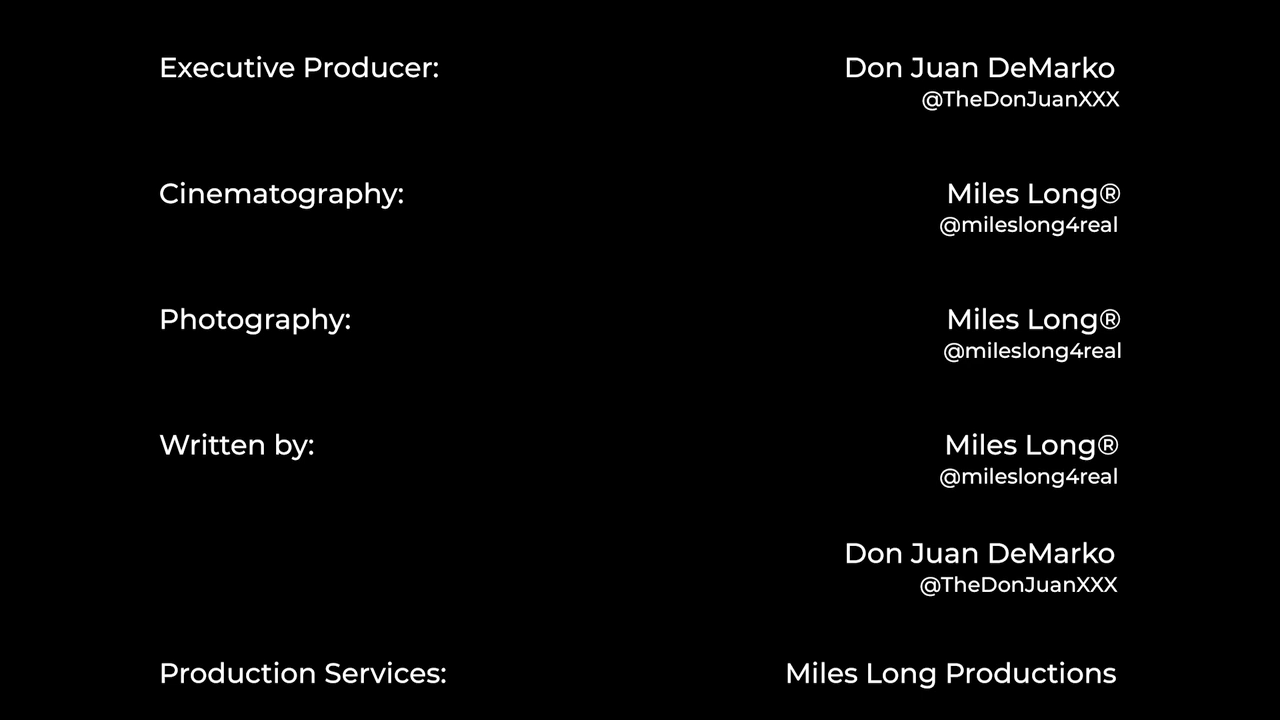 Executive Producer: Don Juan DeMarko
@TheDonJuanXXX
Cinematography: Miles Long®
@mileslong4real
Photography: Miles Long®
@mileslong4real
Written by: Miles Long®
@mileslong4real
Don Juan DeMarko
@TheDonJuanXXX
Production Services: Miles Long Productions